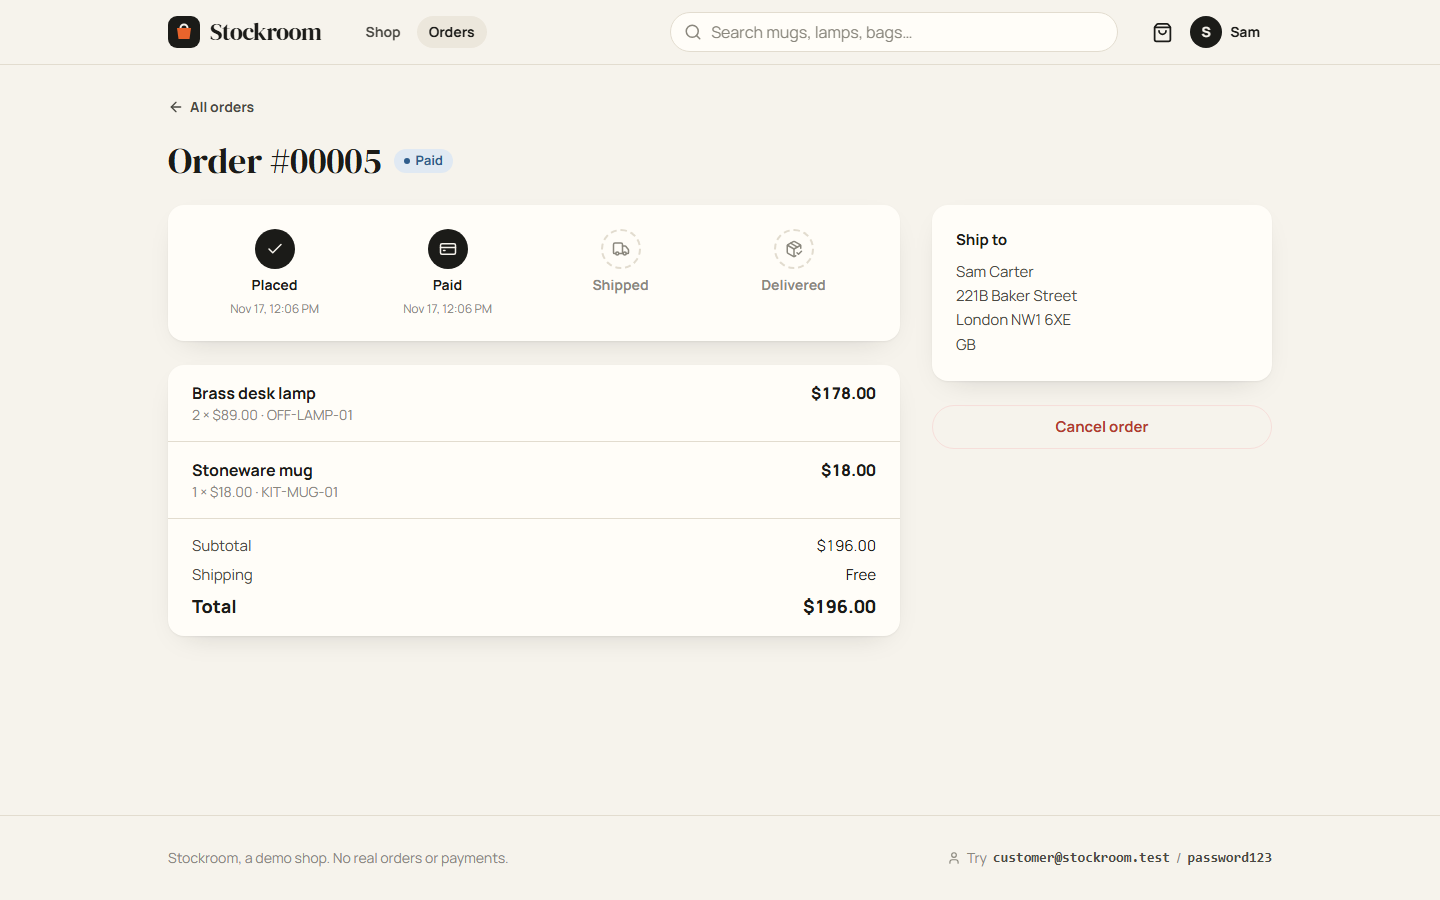 Stockroom
Shop
Orders
Search mugs, lamps, bags...
S
Sam
All orders
Order #00005
Paid
Placed
Nov 17, 12:06 PM
Paid
Nov 17, 12:06 PM
Shipped
Delivered
Brass desk lamp
$178.00
2 × $89.00 · OFF-LAMP-01
Stoneware mug
$18.00
1 × $18.00 · KIT-MUG-01
Subtotal
$196.00
Shipping
Free
Total
$196.00
Ship to
Sam Carter
221B Baker Street
London NW1 6XE
GB
Cancel order
Stockroom, a demo shop. No real orders or payments.
Try customer@stockroom.test / password123